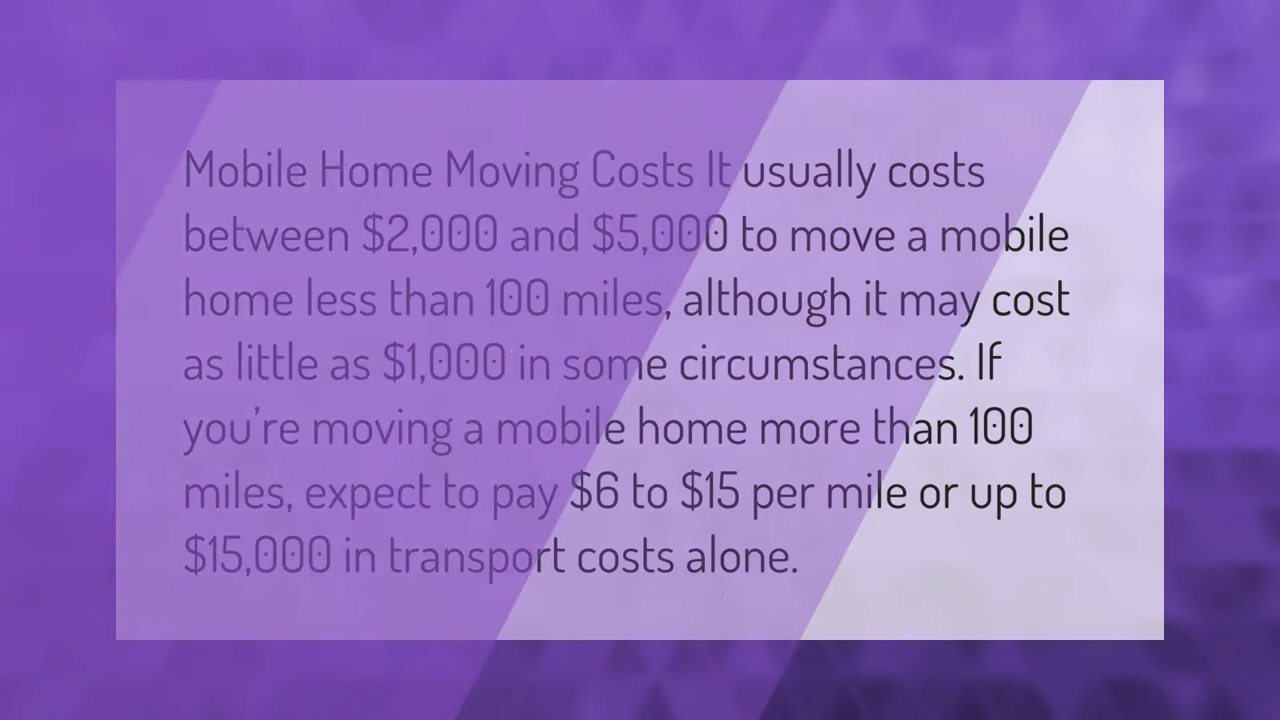 Mobile Home Moving Costs It usually costs
between $2,000 and $5,000 to move a mobile
home less than 100 miles, although it may cost
as little as $1,000 in some circumstances. If
you’re moving a mobile home more than 100
miles, expect to pay $6 to $15 per mile or up to
$15,000 in transport costs alone.